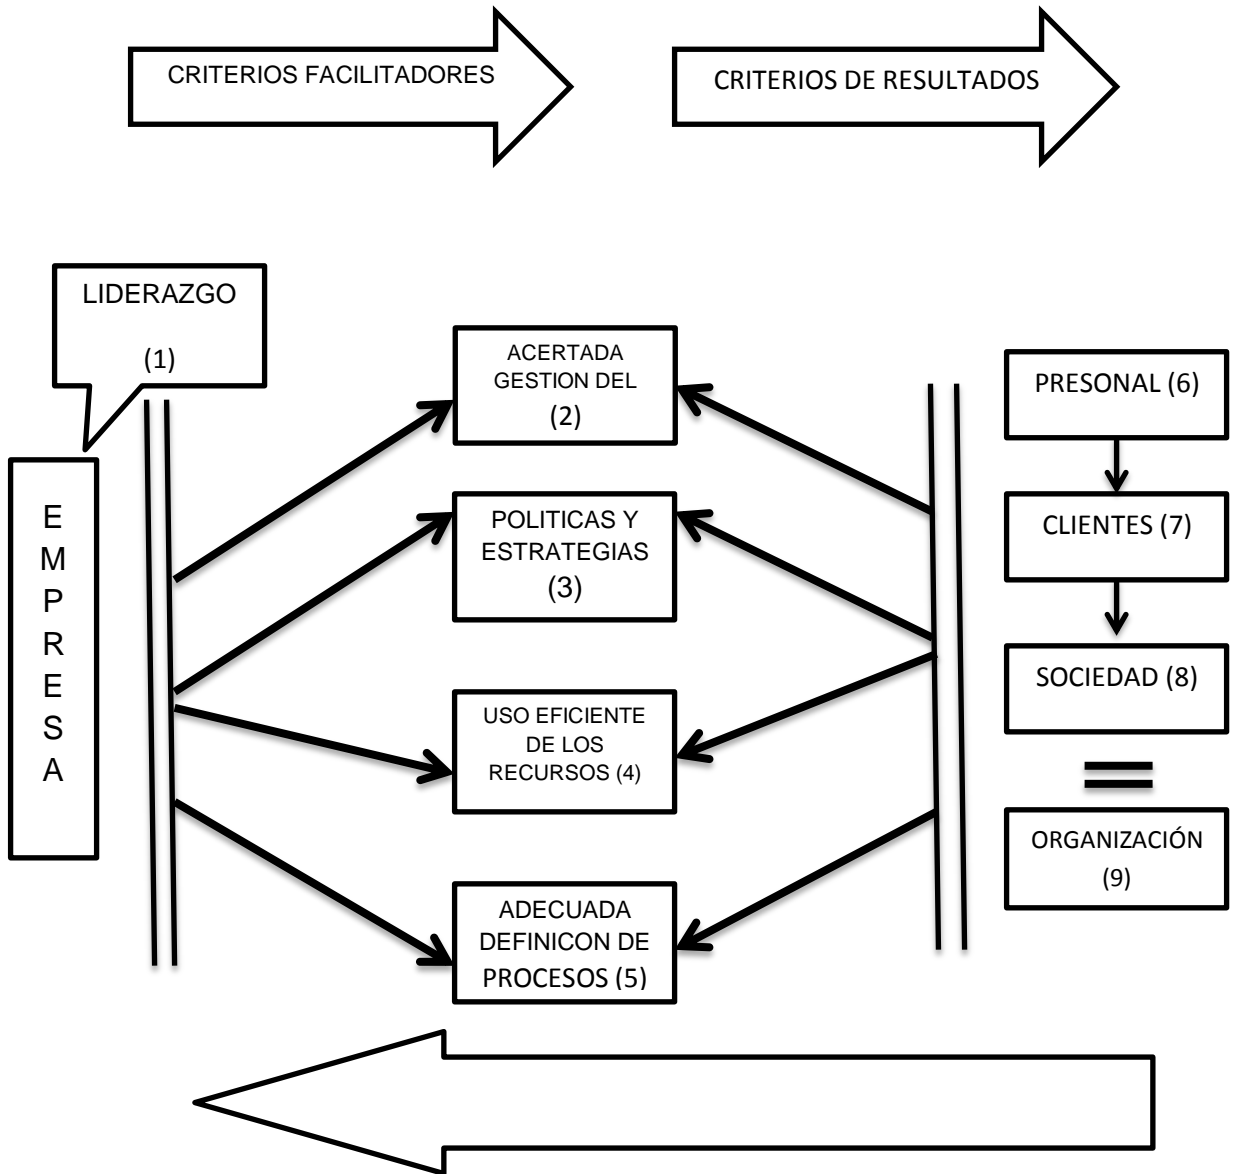 CRITERIOS FACILITADORES
CRITERIOS DE RESULTADOS
LIDERAZGO
(1)
E
M
P
R
E
S
A
ACERTADA
GESTION DEL
(2)
POLITICAS Y
ESTRATEGIAS
(3)
USO EFICIENTE
DE LOS
RECURSOS (4)
ADECUADA
DEFINICON DE
PROCESOS (5)
PRESONAL (6)
CLIENTES (7)
SOCIEDAD (8)
ORGANIZACIÓN
(9)